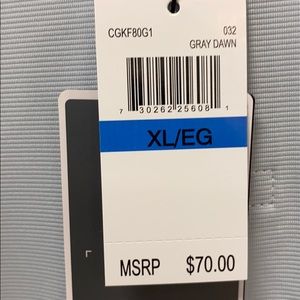 CGKF80G1 032
GRAY DAWN
7 30262 25608 1
XL/EG
MSRP $70.00